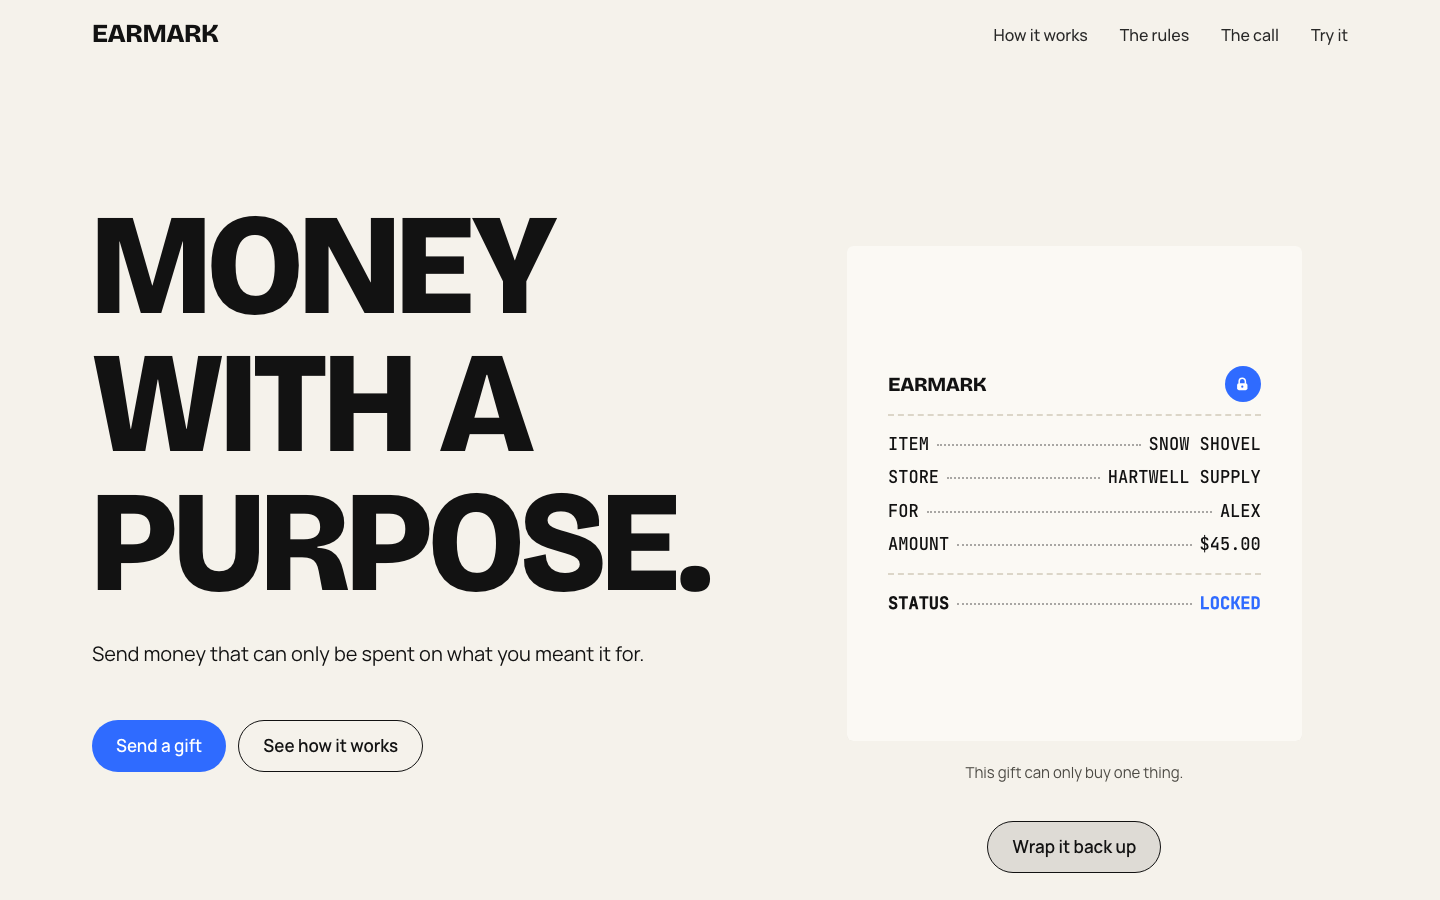 EARMARK
How it works
The rules
The call
Try it
MONEY
WITH A
PURPOSE.
Send money that can only be spent on what you meant it for.
Send a gift
See how it works
EARMARK
ITEM SNOW SHOVEL
STORE HARTWELL SUPPLY
FOR ALEX
AMOUNT $45.00
STATUS LOCKED
This gift can only buy one thing.
Wrap it back up